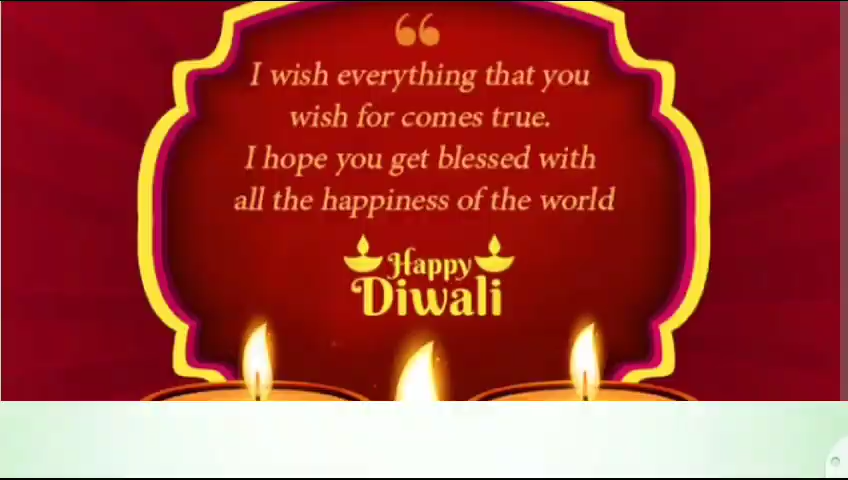 “
I wish everything that you
wish for comes true.
I hope you get blessed with
all the happiness of the world
Happy
Diwali